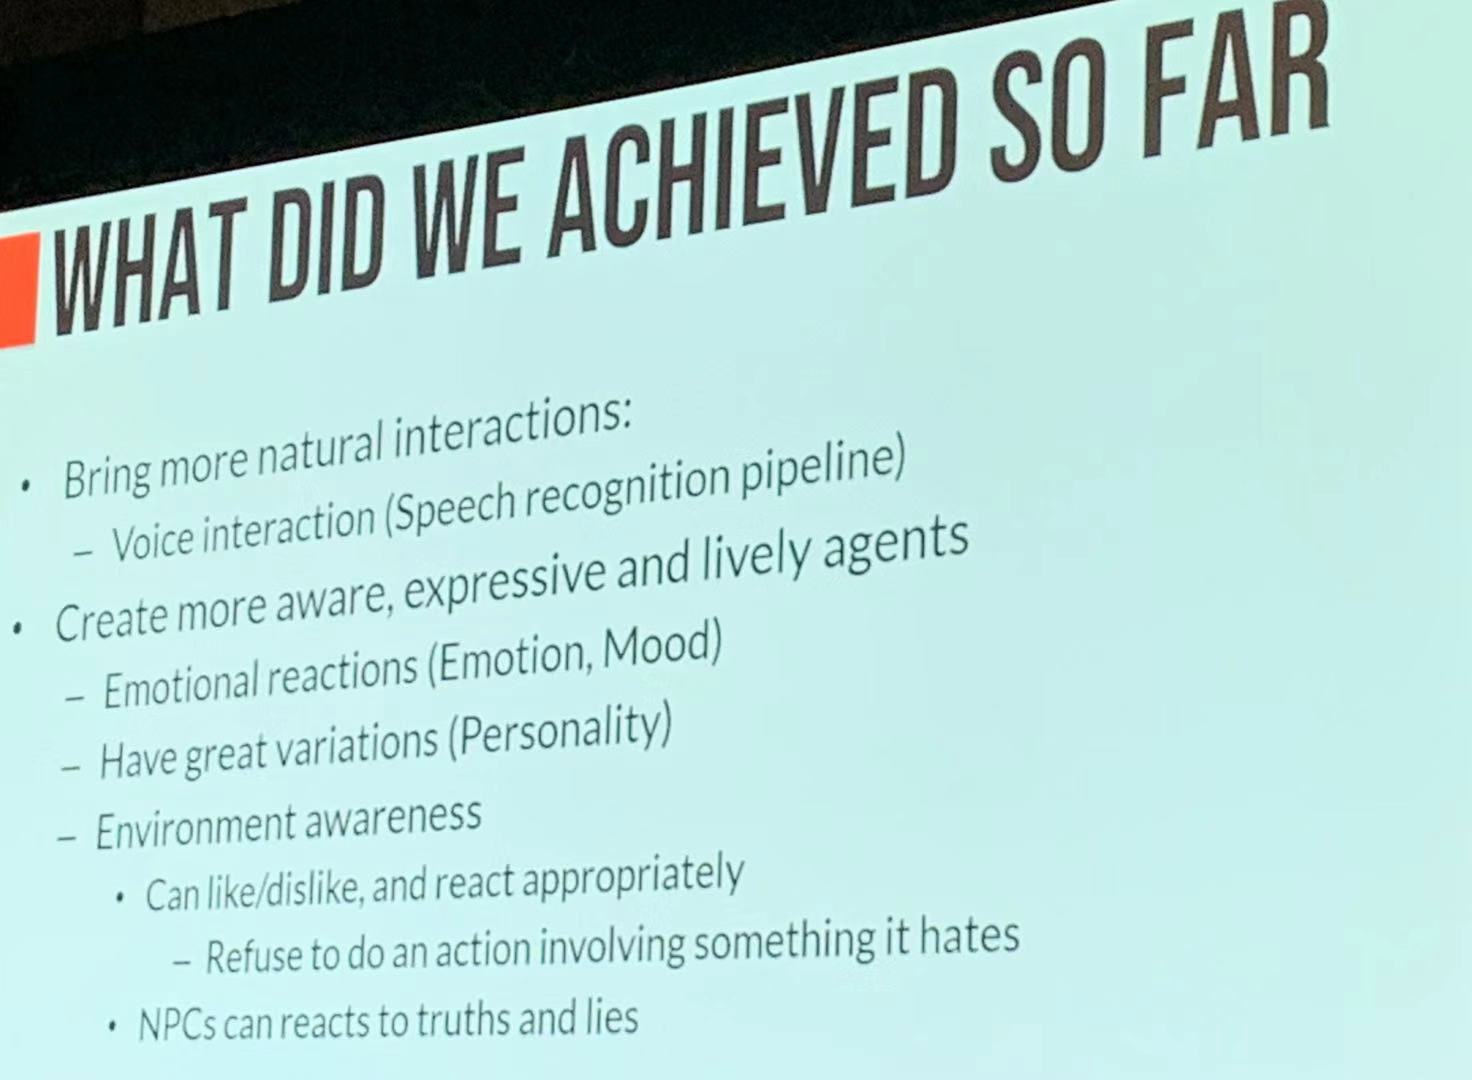 WHAT DID WE ACHIEVED SO FAR
• Bring more natural interactions:
– Voice interaction (Speech recognition pipeline)
• Create more aware, expressive and lively agents
– Emotional reactions (Emotion, Mood)
– Have great variations (Personality)
– Environment awareness
• Can like/dislike, and react appropriately
– Refuse to do an action involving something it hates
• NPCs can reacts to truths and lies